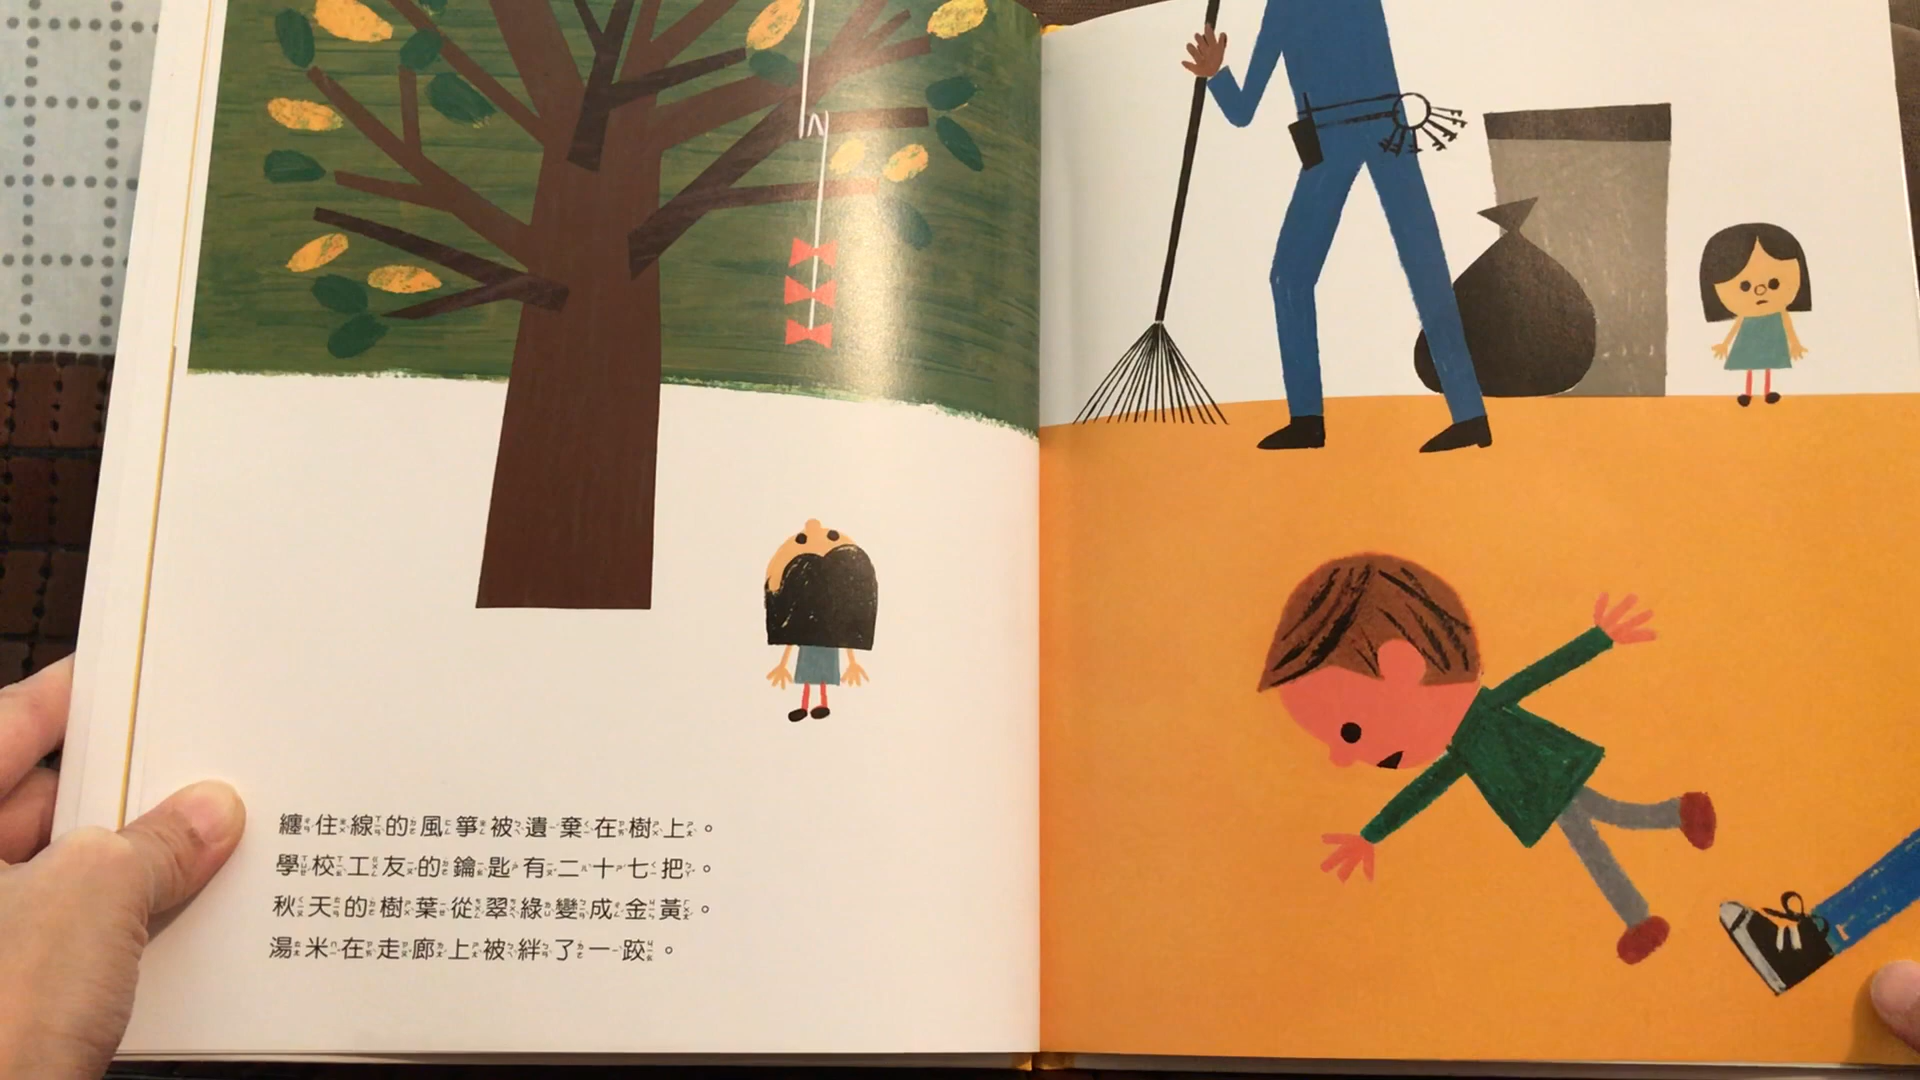 纏住線的風箏被遺棄在樹上。
學校工友的鑰匙有二十七把。
秋天的樹葉從翠綠變成金黃。
湯米在走廊上被絆了一跤。